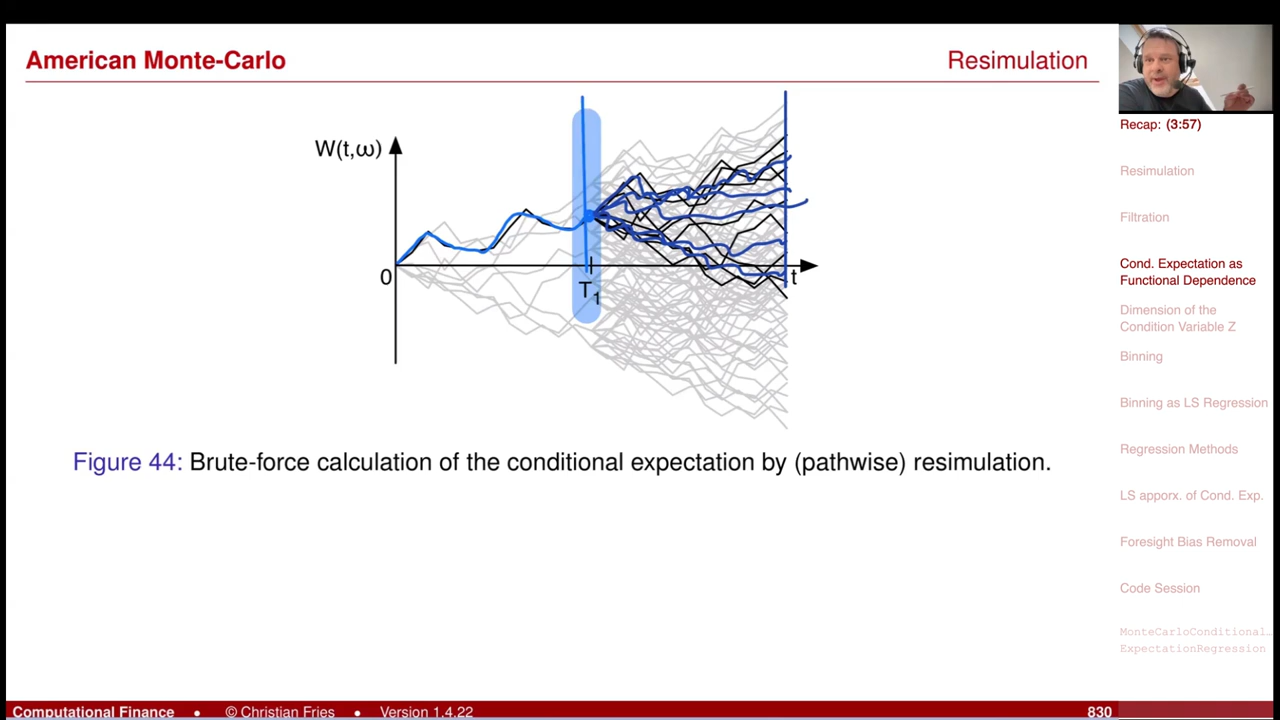 American Monte-Carlo
Resimulation
W(t,ω)
0
T1
t
Figure 44: Brute-force calculation of the conditional expectation by (pathwise) resimulation.
Recap: (3:57)
Resimulation
Filtration
Cond. Expectation as
Functional Dependence
Dimension of the
Condition Variable Z
Binning
Binning as LS Regression
Regression Methods
LS apporx. of Cond. Exp.
Foresight Bias Removal
Code Session
MonteCarloConditional…
ExpectationRegression
Computational Finance • © Christian Fries • Version 1.4.22
830